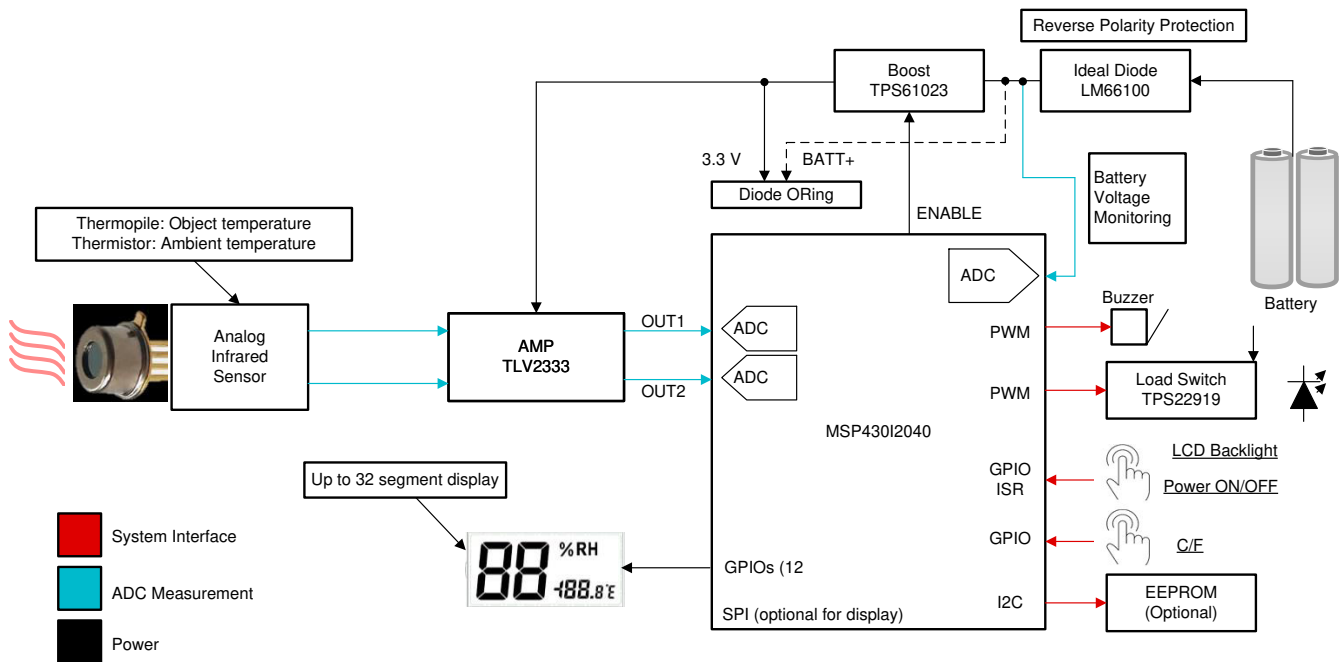 Reverse Polarity Protection
Boost
TPS61023
Ideal Diode
LM66100
3.3 V
BATT+
Diode ORing
Battery
Voltage
Monitoring
ENABLE
Thermopile: Object temperature
Thermistor: Ambient temperature
ADC
Battery
Buzzer
Analog
Infrared
Sensor
AMP
TLV2333
OUT1
OUT2
ADC
ADC
PWM
PWM
Load Switch
TPS22919
MSP430I2040
LCD Backlight
GPIO
ISR
Power ON/OFF
Up to 32 segment display
GPIO
C/F
System Interface
ADC Measurement
Power
88 %RH
-188.8°C
GPIOs (12
SPI (optional for display)
I2C
EEPROM
(Optional)